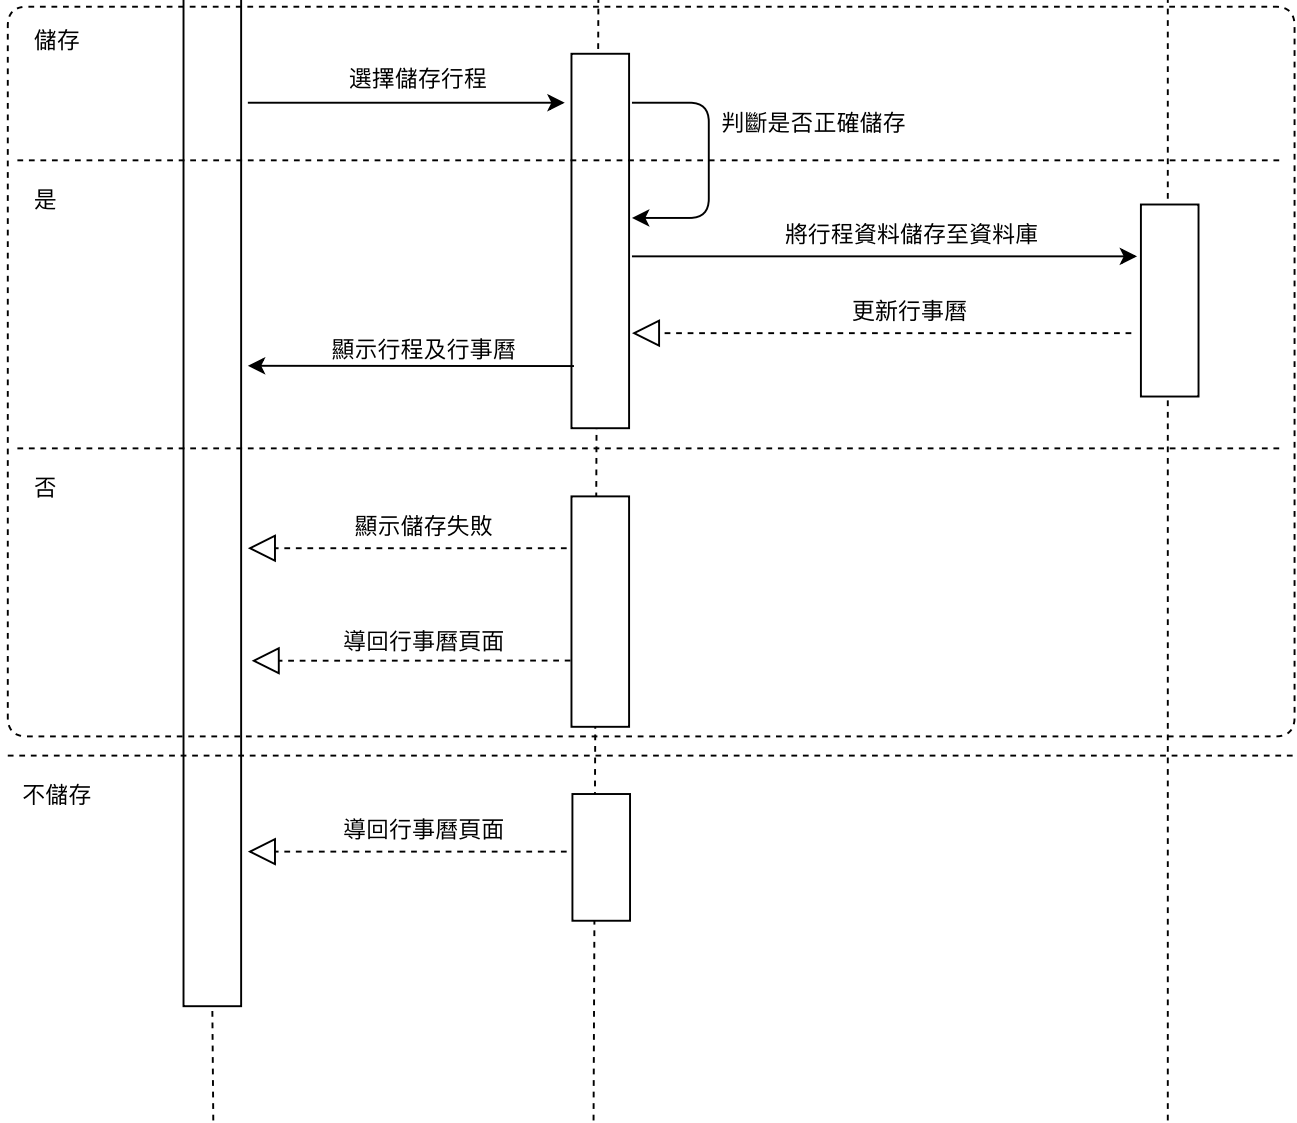 儲存
選擇儲存行程
判斷是否正確儲存
是
將行程資料儲存至資料庫
更新行事曆
顯示行程及行事曆
否
顯示儲存失敗
導回行事曆頁面
不儲存
導回行事曆頁面